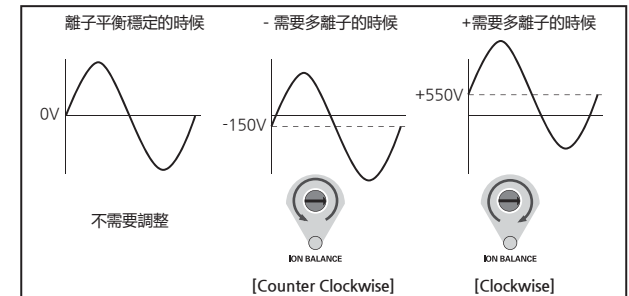 離子平衡穩定的時候
- 需要多離子的時候
+需要多離子的時候
0V
-150V
+550V
不需要調整
ION BALANCE
ION BALANCE
[Counter Clockwise]
[Clockwise]